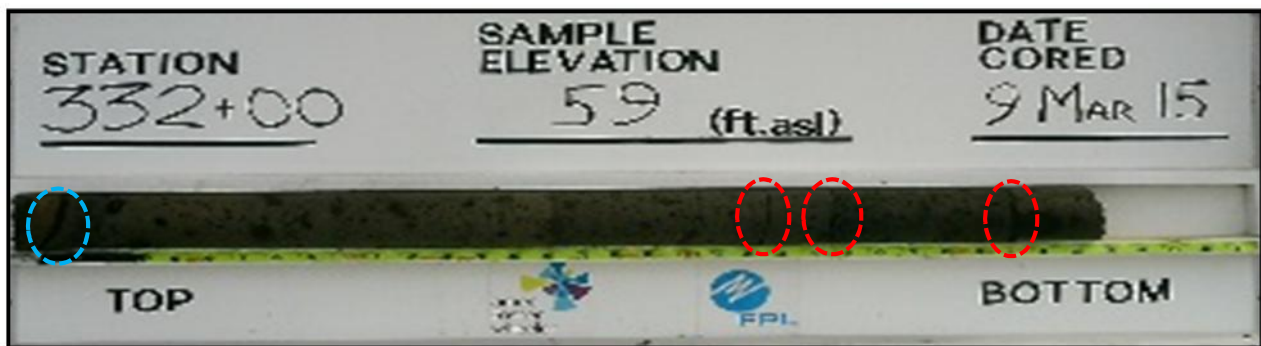 STATION
332+00
SAMPLE
ELEVATION
59 (ft.asl)
DATE
CORED
9 MAR 15
TOP
FPL
BOTTOM